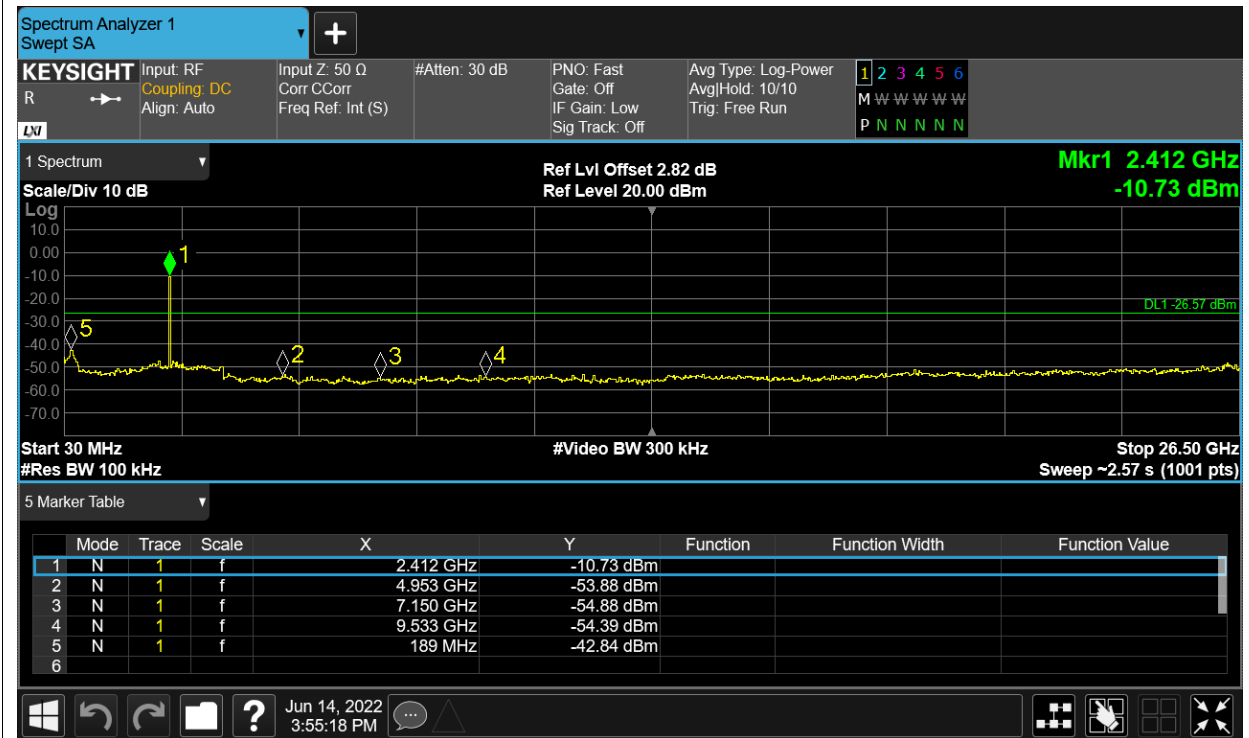 Spectrum Analyzer 1
Swept SA
+
KEYSIGHT Input: RF Input Z: 50 Ω #Atten: 30 dB PNO: Fast Avg Type: Log-Power 1 2 3 4 5 6
R Coupling: DC Corr CCorr Gate: Off Avg|Hold: 10/10 M W W W W W
Align: Auto Freq Ref: Int (S) IF Gain: Low Trig: Free Run
LXI Sig Track: Off P N N N N N
1 Spectrum Ref Lvl Offset 2.82 dB Mkr1 2.412 GHz
Scale/Div 10 dB Ref Level 20.00 dBm -10.73 dBm
Log
10.0
0.00 1
-10.0
-20.0 DL1 -26.57 dBm
-30.0 5
-40.0 2 3 4
-50.0
-60.0
-70.0
Start 30 MHz #Video BW 300 kHz Stop 26.50 GHz
#Res BW 100 kHz Sweep ~2.57 s (1001 pts)
5 Marker Table
Mode Trace Scale X Y Function Function Width Function Value
1 N 1 f 2.412 GHz -10.73 dBm
2 N 1 f 4.953 GHz -53.88 dBm
3 N 1 f 7.150 GHz -54.88 dBm
4 N 1 f 9.533 GHz -54.39 dBm
5 N 1 f 189 MHz -42.84 dBm
6
? Jun 14, 2022
3:55:18 PM